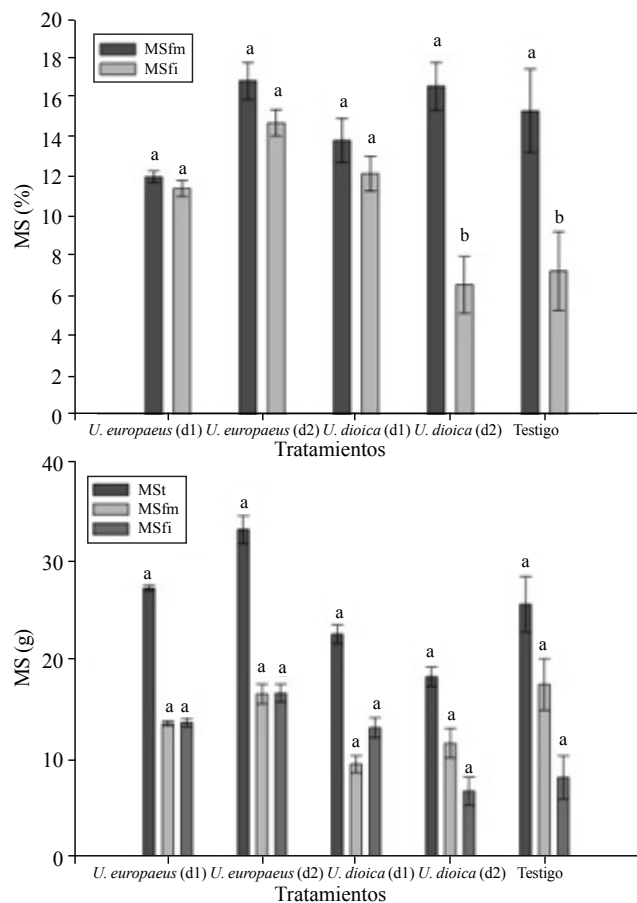 20
18
16
14
12
10
8
6
4
2
0
MS (%)
MSfm
MSfi
a a
a a
a a
a b
a b
U. europaeus (d1) U. europaeus (d2) U. dioica (d1) U. dioica (d2) Testigo
Tratamientos
40
30
20
10
0
MS (g)
MSt
MSfm
MSfi
a a a
a a a
a a a
a a a
a a a
U. europaeus (d1) U. europaeus (d2) U. dioica (d1) U. dioica (d2) Testigo
Tratamientos